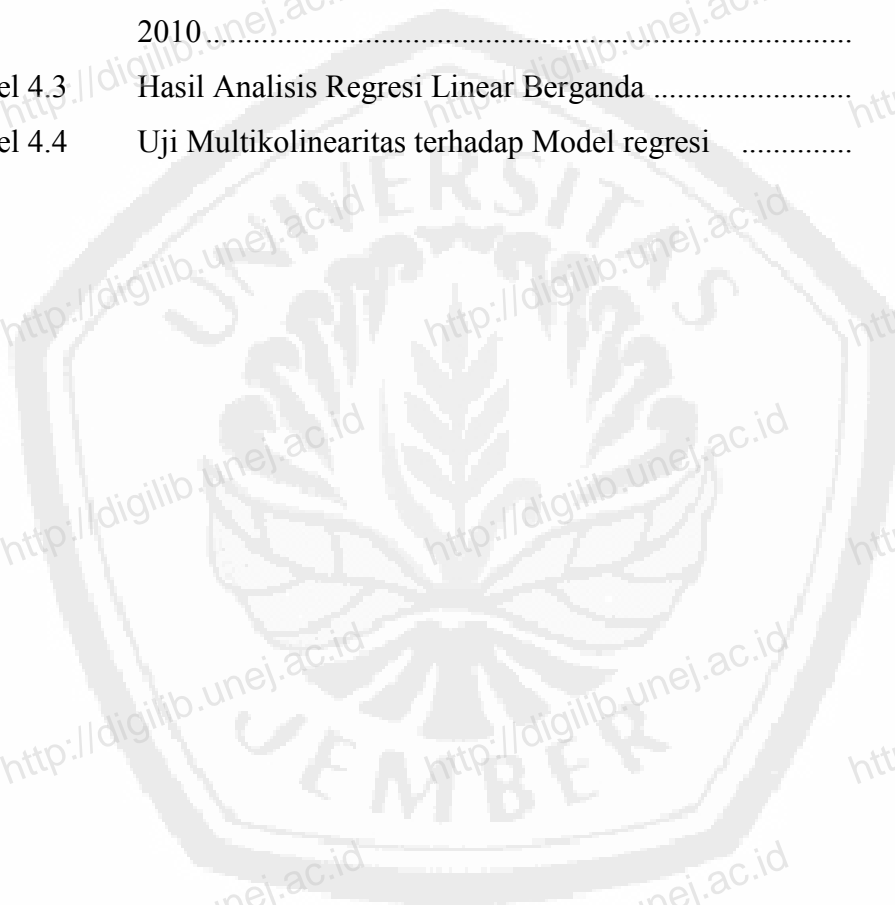 2010..................................................................................
el 4.3 Hasil Analisis Regresi Linear Berganda .........................
el 4.4 Uji Multikolinearitas terhadap Model regresi ..............
UNIVERSITAS
http://digilib.unej.ac.id
http://digilib.unej.ac.id
http://digilib.unej.ac.id
http://digilib.unej.ac.id
http://digilib.unej.ac.id
http://digilib.unej.ac.id
JEMBER